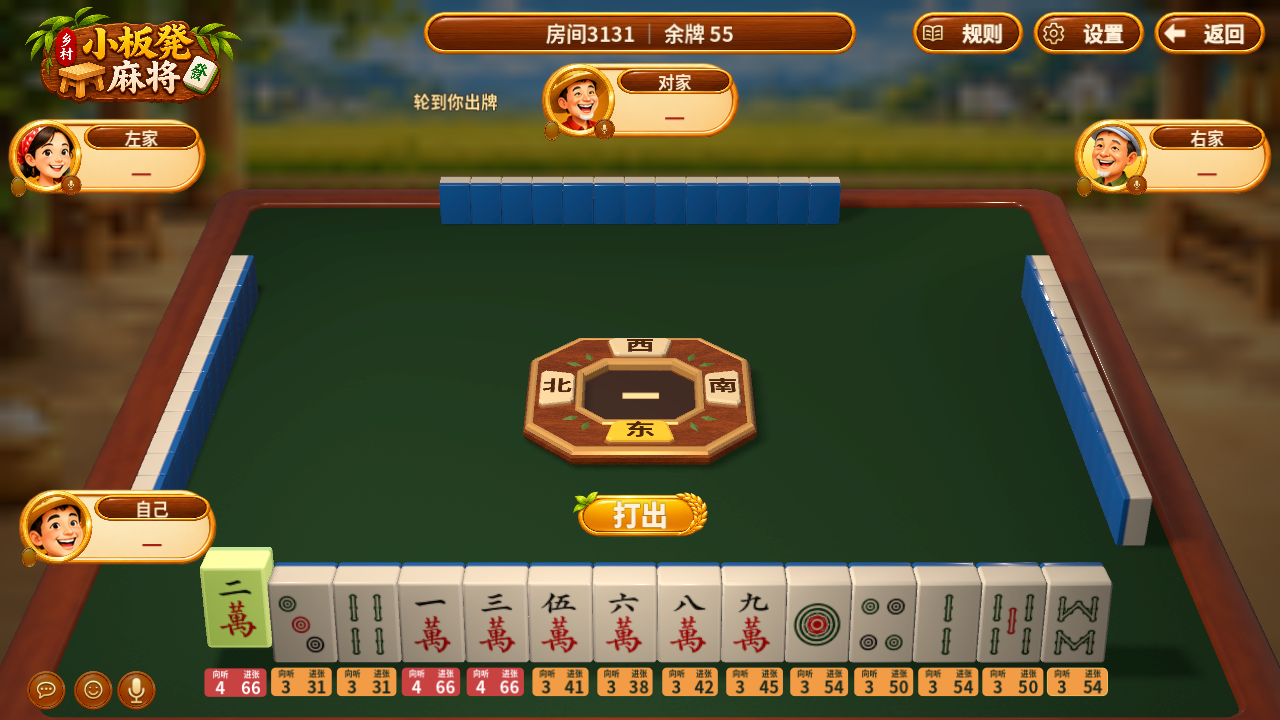 乡村
小板發
麻将
發
房间3131 | 余牌 55
规则
设置
返回
轮到你出牌
对家
一
左家
一
右家
一
西
北
南
一
东
自己
一
打出
二萬
一萬
三萬
伍萬
六萬
八萬
九萬
向听 进张
4 66
向听 进张
3 31
向听 进张
3 31
向听 进张
4 66
向听 进张
4 66
向听 进张
3 41
向听 进张
3 38
向听 进张
3 42
向听 进张
3 45
向听 进张
3 54
向听 进张
3 50
向听 进张
3 54
向听 进张
3 50
向听 进张
3 54